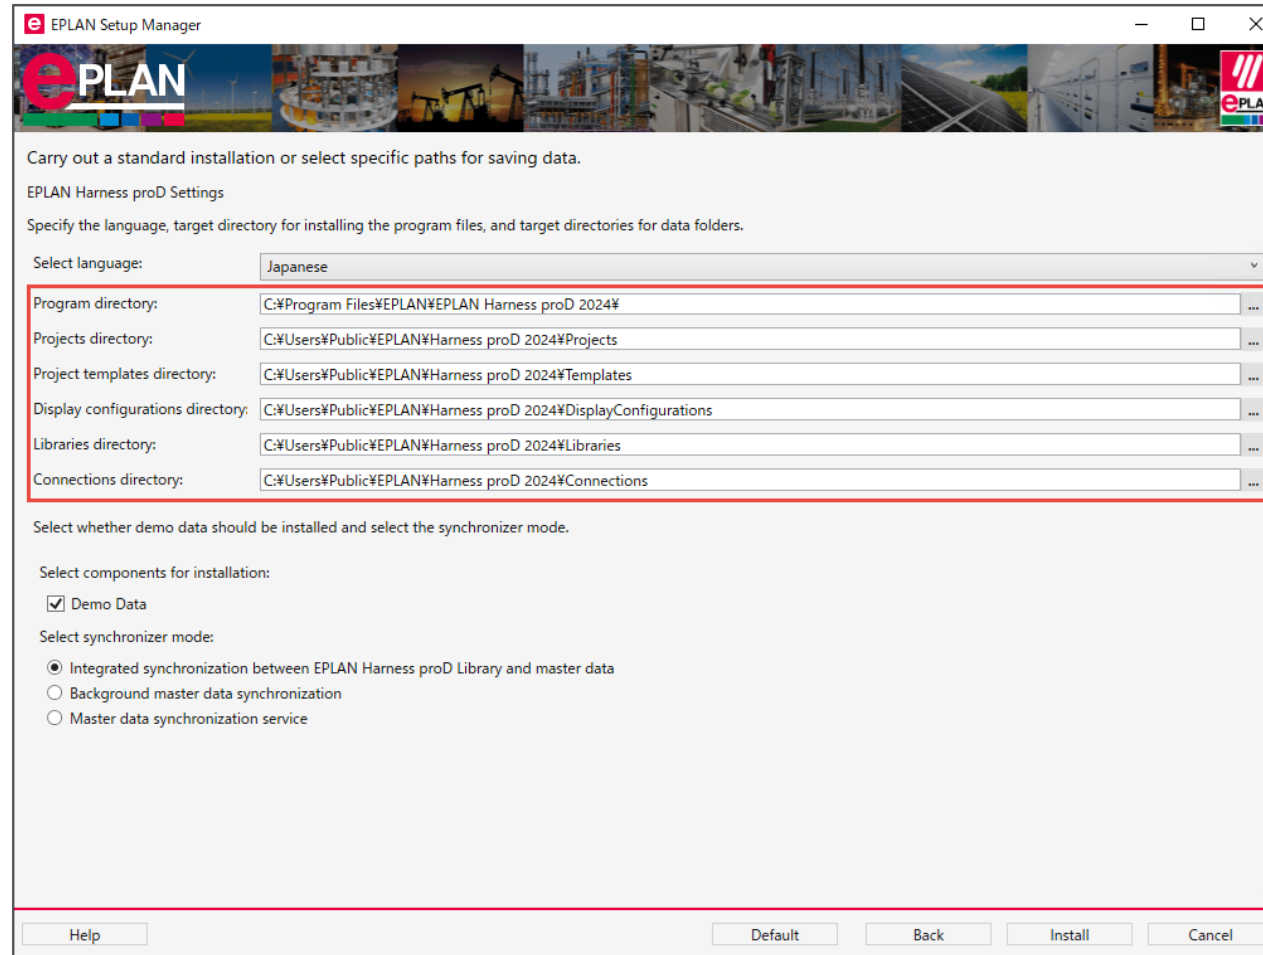 EPLAN Setup Manager
ePLAN
ePLAN
Carry out a standard installation or select specific paths for saving data.
EPLAN Harness proD Settings
Specify the language, target directory for installing the program files, and target directories for data folders.
Select language: Japanese
Program directory: C:¥Program Files¥EPLAN¥EPLAN Harness proD 2024¥ ...
Projects directory: C:¥Users¥Public¥EPLAN¥Harness proD 2024¥Projects ...
Project templates directory: C:¥Users¥Public¥EPLAN¥Harness proD 2024¥Templates ...
Display configurations directory: C:¥Users¥Public¥EPLAN¥Harness proD 2024¥DisplayConfigurations ...
Libraries directory: C:¥Users¥Public¥EPLAN¥Harness proD 2024¥Libraries ...
Connections directory: C:¥Users¥Public¥EPLAN¥Harness proD 2024¥Connections ...
Select whether demo data should be installed and select the synchronizer mode.
Select components for installation:
Demo Data
Select synchronizer mode:
Integrated synchronization between EPLAN Harness proD Library and master data
Background master data synchronization
Master data synchronization service
Help Default Back Install Cancel